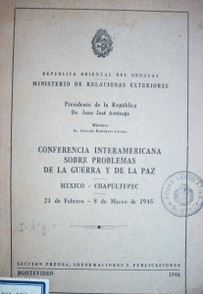 REPUBLICA ORIENTAL DEL URUGUAY
MINISTERIO DE RELACIONES EXTERIORES
Presidente de la República
Dr. Juan José Amézaga
Ministro
Dr. Eduardo Rodríguez Larreta
CONFERENCIA INTERAMERICANA
SOBRE PROBLEMAS
DE LA GUERRA Y DE LA PAZ
MEXICO - CHAPULTEPEC
21 de Febrero - 8 de Marzo de 1945
SECCION PRENSA, INFORMACIONES Y PUBLICACIONES
MONTEVIDEO
1946